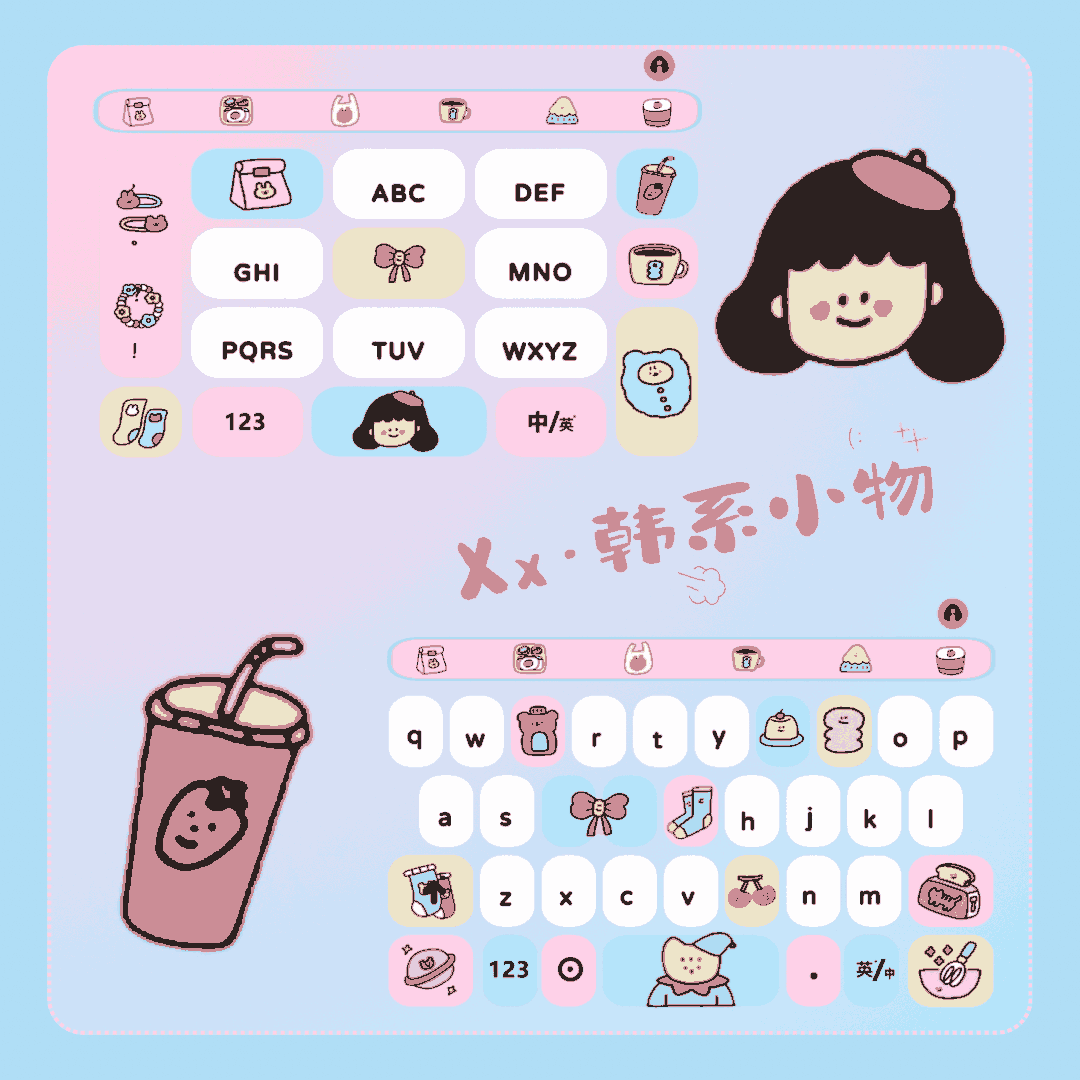 ABC DEF
GHI MNO
!
PQRS TUV WXYZ
123 中/英
Xx·韩系小物
q w r t y o p
a s h j k l
z x c v n m
123 . 英/中